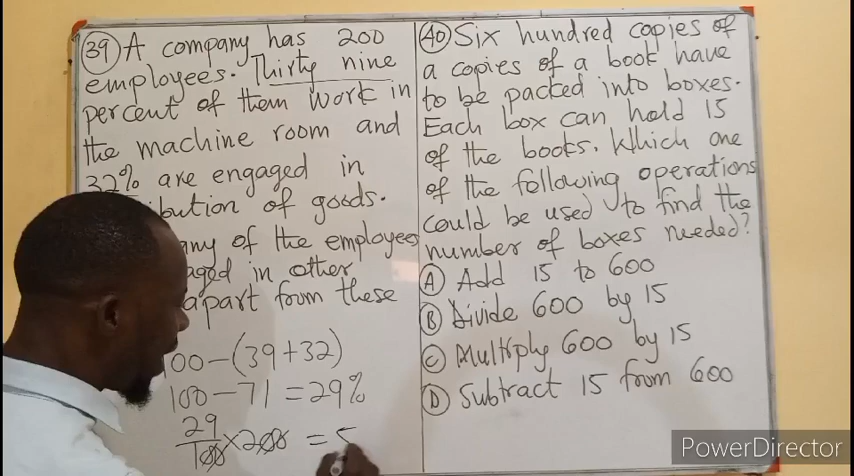 39 A company has 200
employees. Thirty nine
percent of them work in
the machine room and
32% are engaged in
bution of goods.
any of the employees
aged in other
apart from these
100-(39+32)
100-71=29%
29/100×200=5
40 Six hundred copies of
a copies of a book have
to be packed into boxes.
Each box can hold 15
of the books. Which one
of the following operations
could be used to find the
number of boxes needed?
A Add 15 to 600
B Divide 600 by 15
C Multiply 600 by 15
D Subtract 15 from 600
PowerDirector